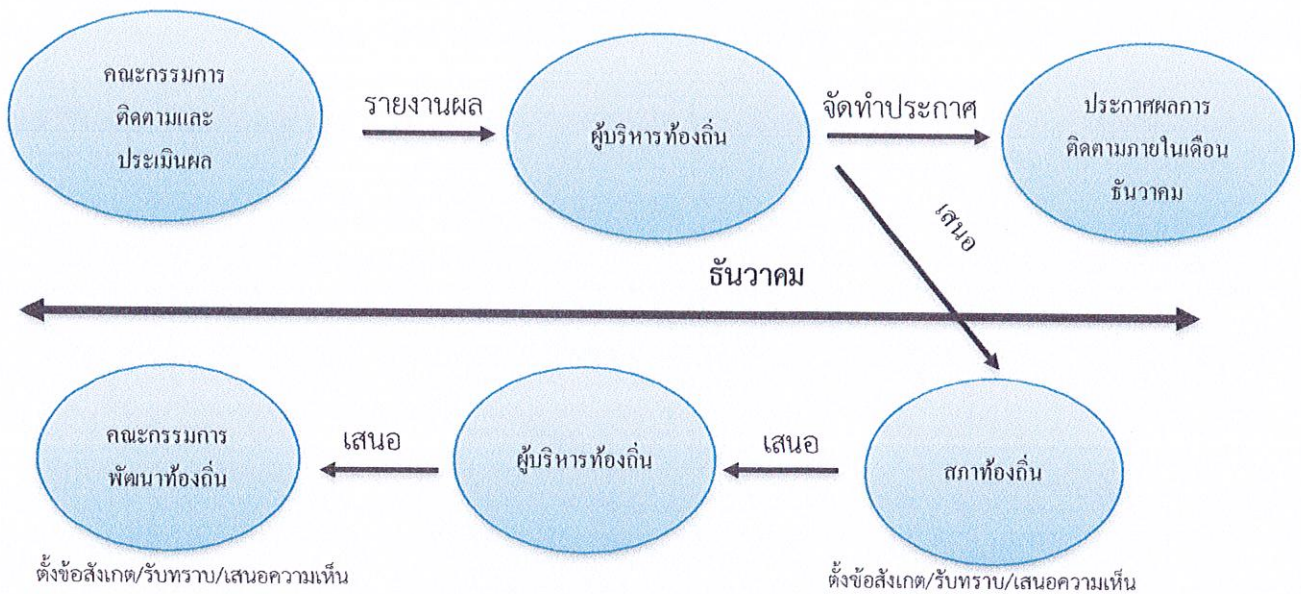 คณะกรรมการ
ติดตามและ
ประเมินผล
รายงานผล
ผู้บริหารท้องถิ่น
จัดทำประกาศ
ประกาศผลการ
ติดตามภายในเดือน
ธันวาคม
เสนอ
ธันวาคม
คณะกรรมการ
พัฒนาท้องถิ่น
เสนอ
ผู้บริหารท้องถิ่น
เสนอ
สภาท้องถิ่น
ตั้งข้อสังเกต/รับทราบ/เสนอความเห็น
ตั้งข้อสังเกต/รับทราบ/เสนอความเห็น